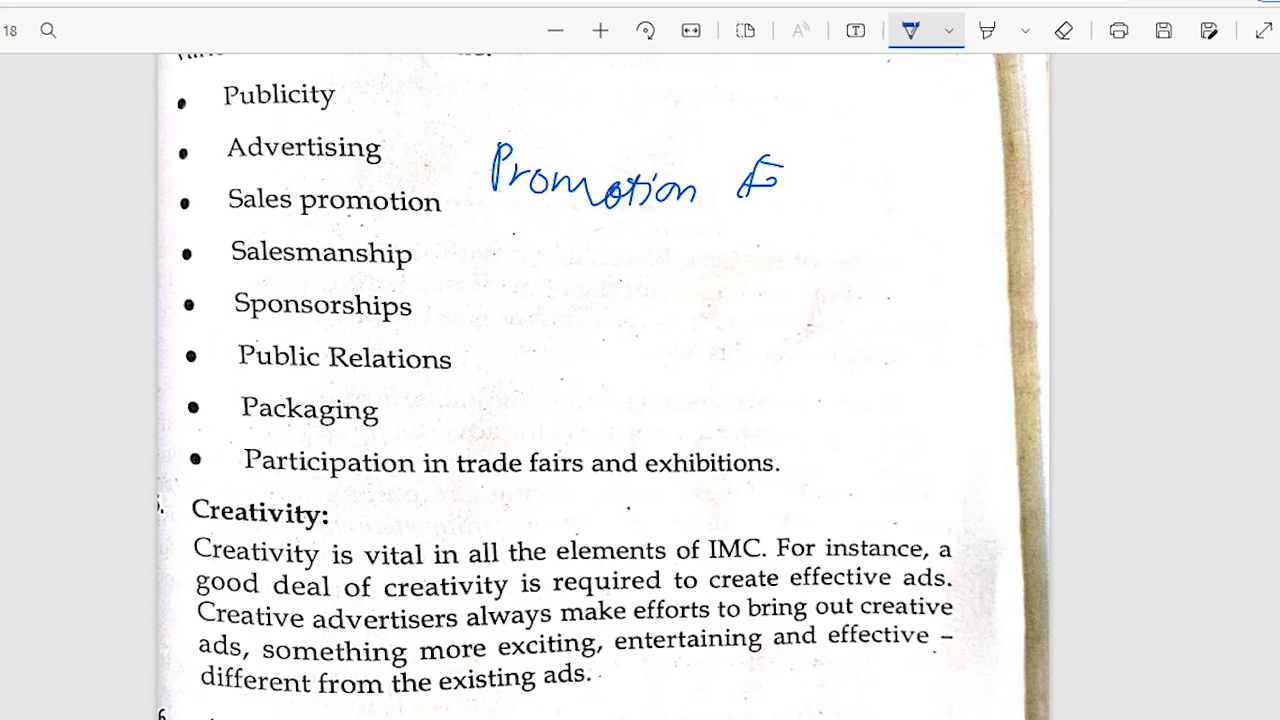 18
• Publicity
• Advertising
Promotion
• Sales promotion
• Salesmanship
• Sponsorships
• Public Relations
• Packaging
• Participation in trade fairs and exhibitions.
Creativity:
Creativity is vital in all the elements of IMC. For instance, a
good deal of creativity is required to create effective ads.
Creative advertisers always make efforts to bring out creative
ads, something more exciting, entertaining and effective –
different from the existing ads.
6